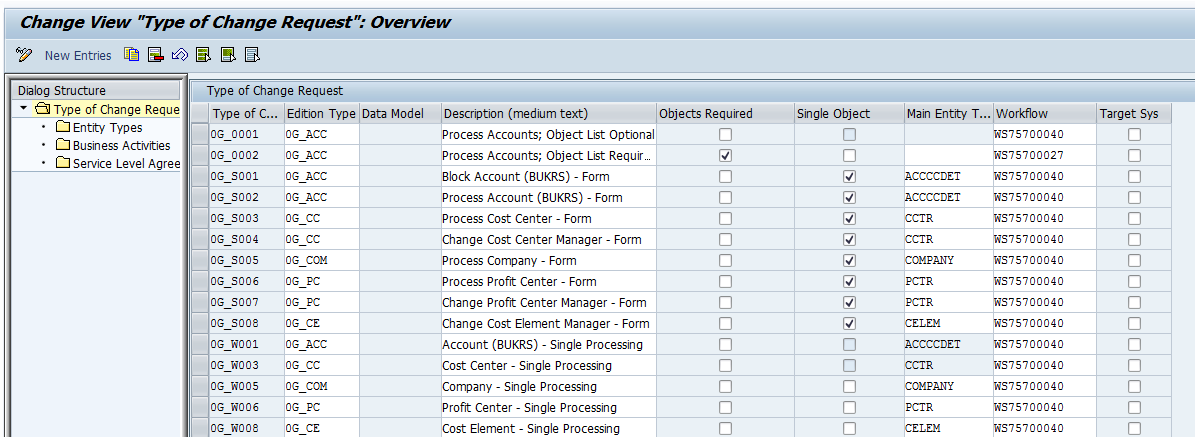 Change View "Type of Change Request": Overview
New Entries
Dialog Structure
Type of Change Reque
Entity Types
Business Activities
Service Level Agree
Type of Change Request
Type of C... Edition Type Data Model Description (medium text) Objects Required Single Object Main Entity T... Workflow Target Sys
0G_0001 0G_ACC Process Accounts; Object List Optional WS75700040
0G_0002 0G_ACC Process Accounts; Object List Requir... WS75700027
0G_S001 0G_ACC Block Account (BUKRS) - Form ACCCCDET WS75700040
0G_S002 0G_ACC Process Account (BUKRS) - Form ACCCCDET WS75700040
0G_S003 0G_CC Process Cost Center - Form CCTR WS75700040
0G_S004 0G_CC Change Cost Center Manager - Form CCTR WS75700040
0G_S005 0G_COM Process Company - Form COMPANY WS75700040
0G_S006 0G_PC Process Profit Center - Form PCTR WS75700040
0G_S007 0G_PC Change Profit Center Manager - Form PCTR WS75700040
0G_S008 0G_CE Change Cost Element Manager - Form CELEM WS75700040
0G_W001 0G_ACC Account (BUKRS) - Single Processing ACCCCDET WS75700040
0G_W003 0G_CC Cost Center - Single Processing CCTR WS75700040
0G_W005 0G_COM Company - Single Processing COMPANY WS75700040
0G_W006 0G_PC Profit Center - Single Processing PCTR WS75700040
0G_W008 0G_CE Cost Element - Single Processing CELEM WS75700040